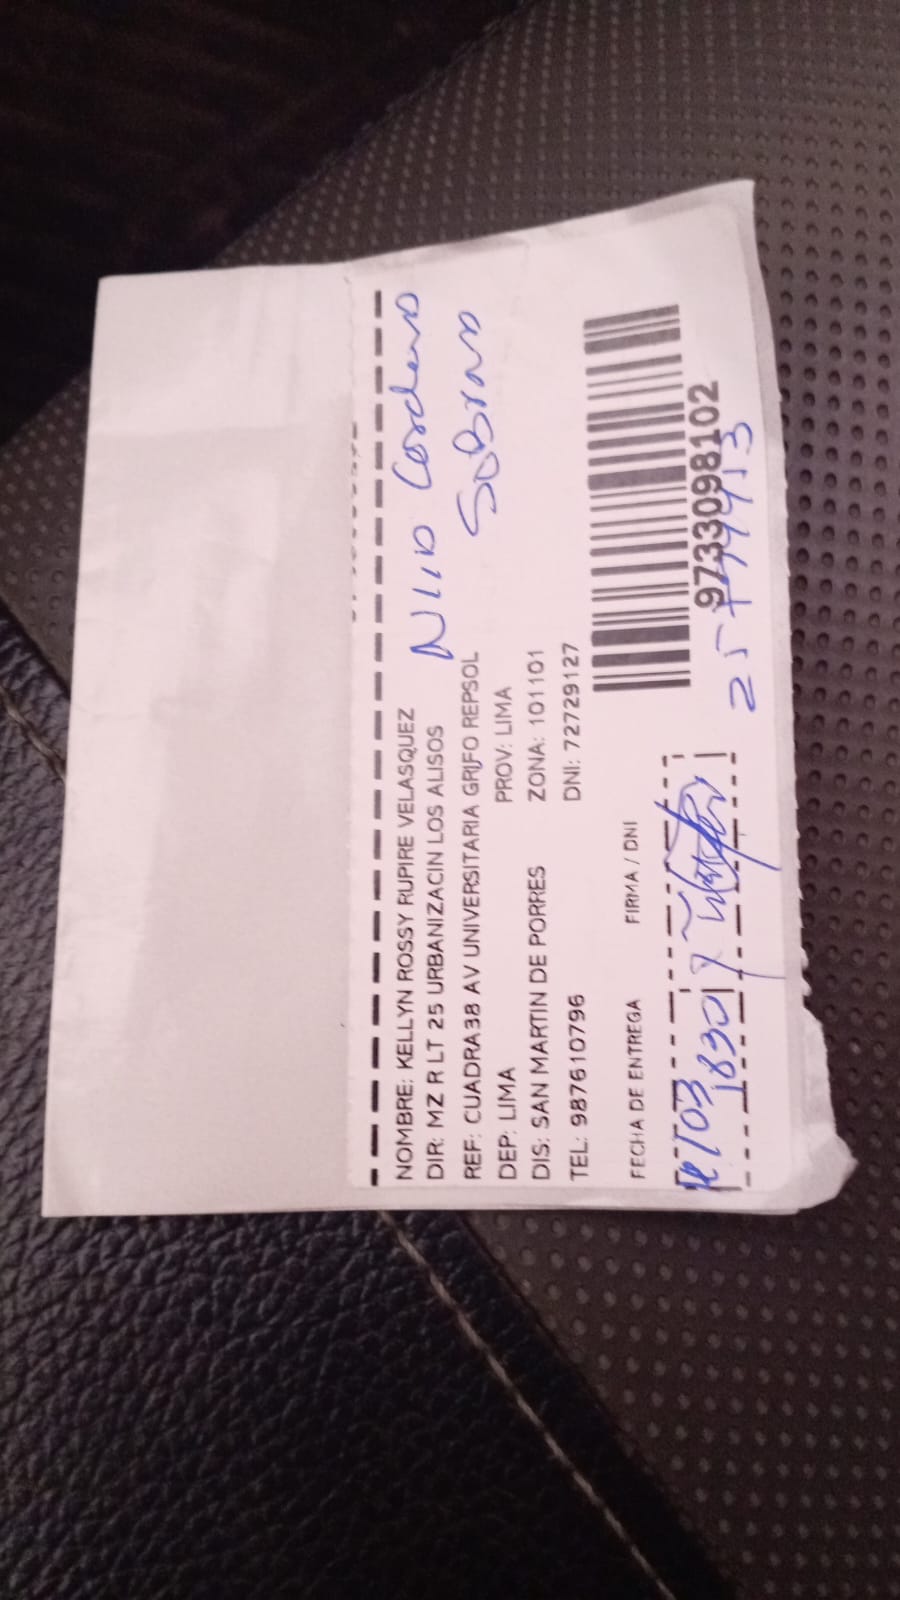 NOMBRE: KELLYN ROSSY RUPIRE VELASQUEZ
DIR: MZ R LT 25 URBANIZACIN LOS ALISOS
REF: CUADRA38 AV UNIVERSITARIA GRIFO REPSOL
DEP: LIMA PROV: LIMA
DIS: SAN MARTIN DE PORRES ZONA: 101101
TEL: 987610796 DNI: 72729127
Cordero
SOBRINO
FECHA DE ENTREGA FIRMA / DNI
1830
9733098102